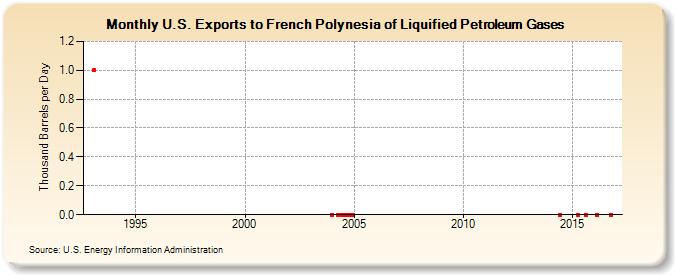 Monthly U.S. Exports to French Polynesia of Liquified Petroleum Gases
Thousand Barrels per Day
1.2
1.0
0.8
0.6
0.4
0.2
0.0
1995 2000 2005 2010 2015
Source: U.S. Energy Information Administration